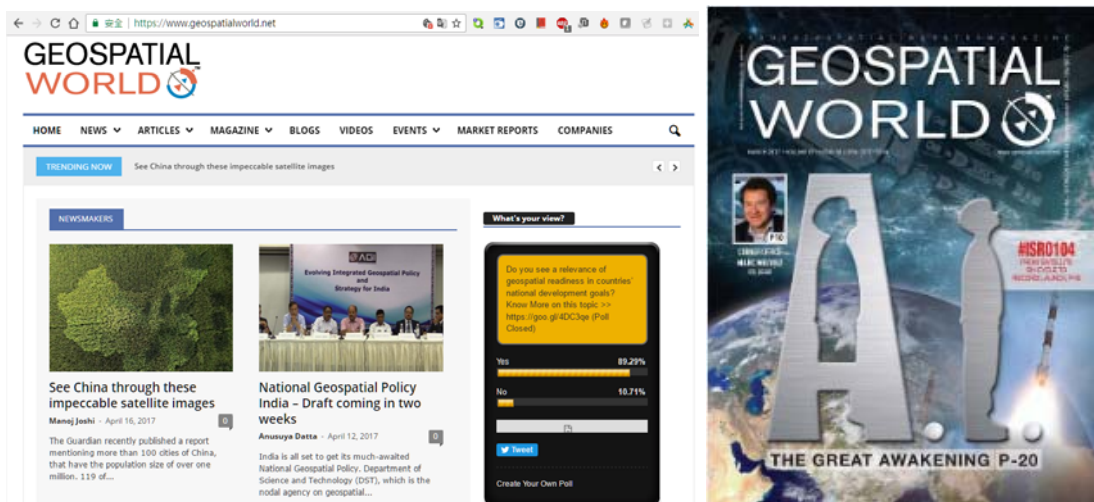 安全 | https://www.geospatialworld.net
GEOSPATIAL
WORLD
HOME NEWS ARTICLES MAGAZINE BLOGS VIDEOS EVENTS MARKET REPORTS COMPANIES
TRENDING NOW See China through these impeccable satellite images
NEWSMAKERS
ADI
Evolving Integrated Geospatial Policy
and
Strategy for India
See China through these
impeccable satellite images
Manoj Joshi - April 16, 2017 0
The Guardian recently published a report
mentioning more than 100 cities of China,
that have the population size of over one
million. 119 of...
National Geospatial Policy
India – Draft coming in two
weeks
Anusuya Datta - April 12, 2017 0
India is all set to get its much-awaited
National Geospatial Policy. Department of
Science and Technology (DST), which is the
nodal agency on geospatial...
What's your view?
Do you see a relevance of
geospatial readiness in countries'
national development goals?
Know More on this topic >>
https://goo.gl/4DC3qe (Poll
Closed)
Yes 89.29%
No 10.71%
Tweet
Create Your Own Poll
GEOSPATIAL
WORLD
P 10
#ISRO104
A.I.
THE GREAT AWAKENING P-20